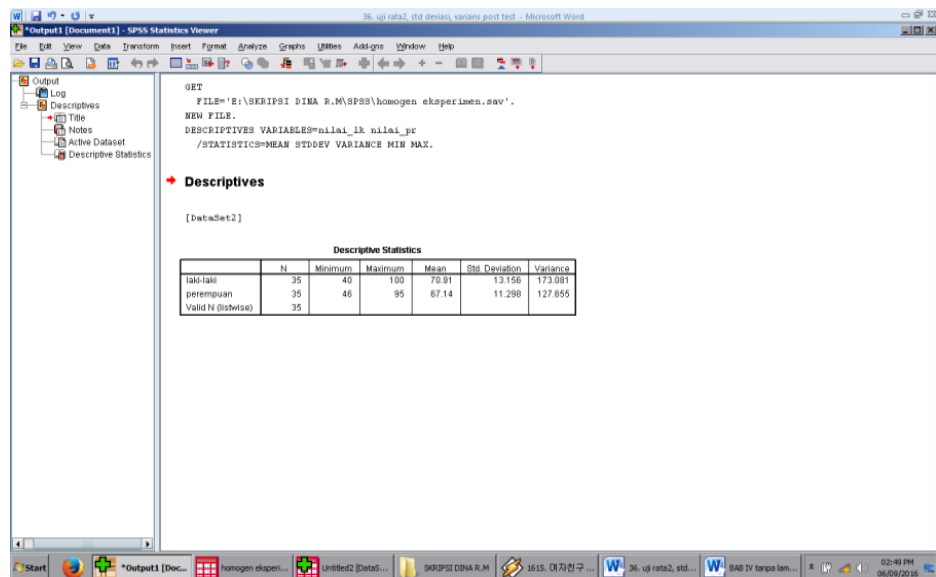 36. uji rata2, std deviasi, varians post test - Microsoft Word
*Output1 [Document1] - SPSS Statistics Viewer
File Edit View Data Transform Insert Format Analyze Graphs Utilities Add-ons Window Help
Output
Log
Descriptives
Title
Notes
Active Dataset
Descriptive Statistics
GET
FILE='E:\SKRIPSI DINA R.M\SPSS\homogen eksperimen.sav'.
NEW FILE.
DESCRIPTIVES VARIABLES=nilai_lk nilai_pr
/STATISTICS=MEAN STDDEV VARIANCE MIN MAX.
Descriptives
[DataSet2]
Descriptive Statistics
N Minimum Maximum Mean Std. Deviation Variance
laki-laki 35 40 100 70.91 13.156 173.081
perempuan 35 46 95 67.14 11.298 127.655
Valid N (listwise) 35
Start *Output1 [Doc... homogen eksperi... Untitled2 [DataS... SKRIPSI DINA R.M 1615. 여자친구 ... 36. uji rata2, std... BAB IV tanpa lam... 02:49 PM
06/09/2016